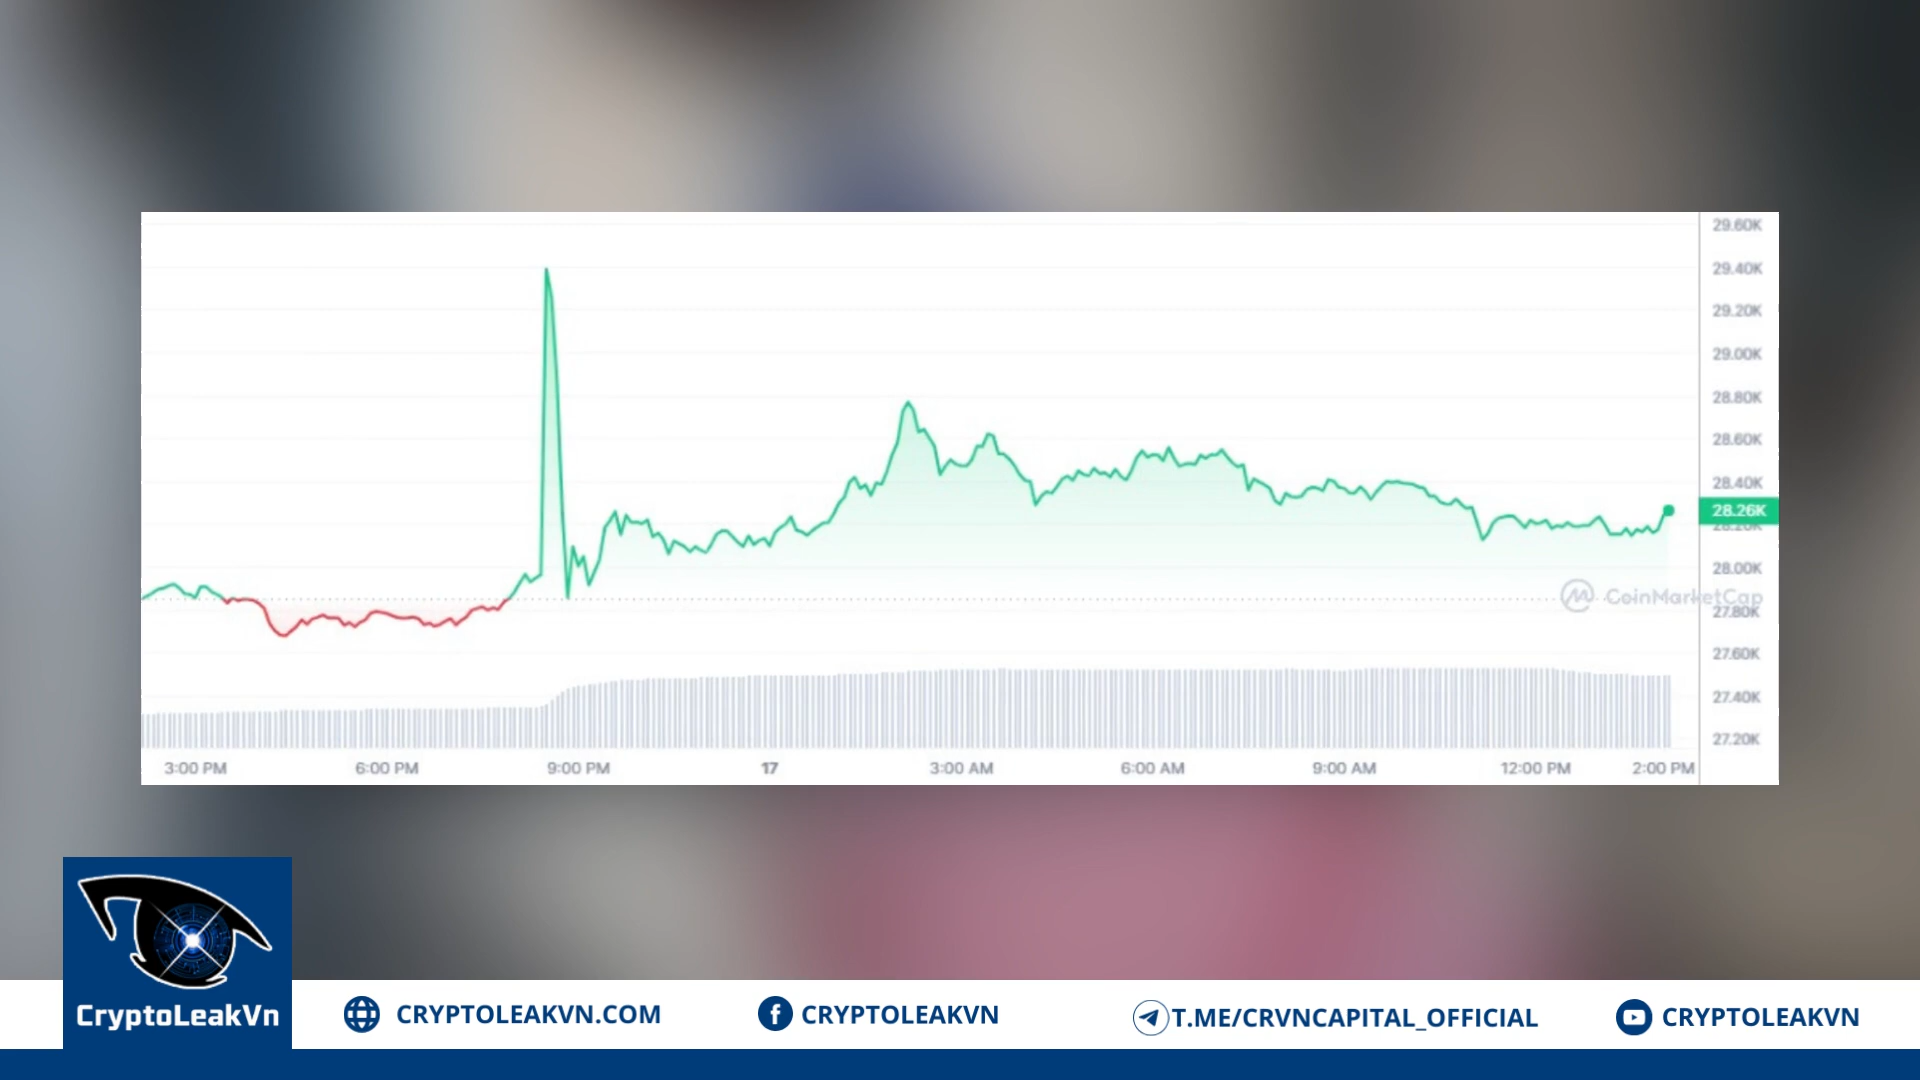 29.60K
29.40K
29.20K
29.00K
28.80K
28.60K
28.40K
28.26K
28.20K
28.00K
CoinMarketCap
27.80K
27.60K
27.40K
27.20K
3:00 PM 6:00 PM 9:00 PM 17 3:00 AM 6:00 AM 9:00 AM 12:00 PM 2:00 PM
CryptoLeakVn
CRYPTOLEAKVN.COM CRYPTOLEAKVN T.ME/CRVNCAPITAL_OFFICIAL CRYPTOLEAKVN